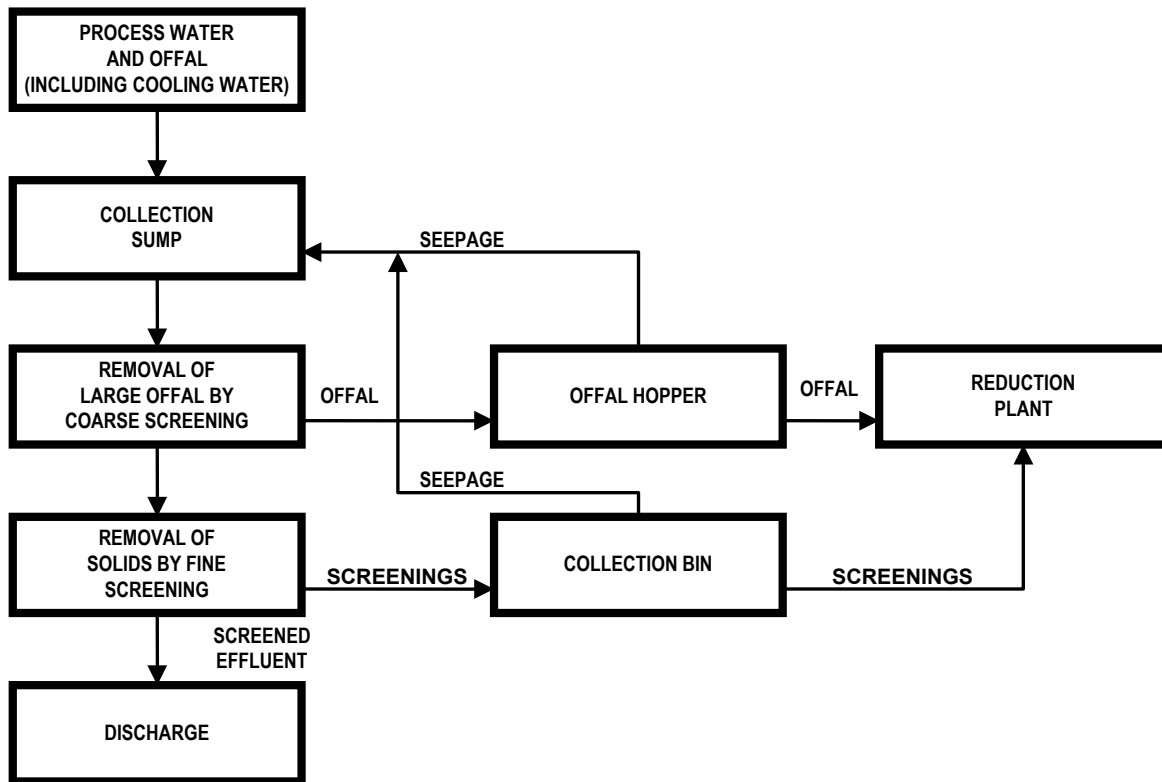 PROCESS WATER
AND OFFAL
(INCLUDING COOLING WATER)
COLLECTION
SUMP
SEEPAGE
REMOVAL OF
LARGE OFFAL BY
COARSE SCREENING
OFFAL
OFFAL HOPPER
OFFAL
REDUCTION
PLANT
SEEPAGE
REMOVAL OF
SOLIDS BY FINE
SCREENING
SCREENINGS
COLLECTION BIN
SCREENINGS
SCREENED
EFFLUENT
DISCHARGE